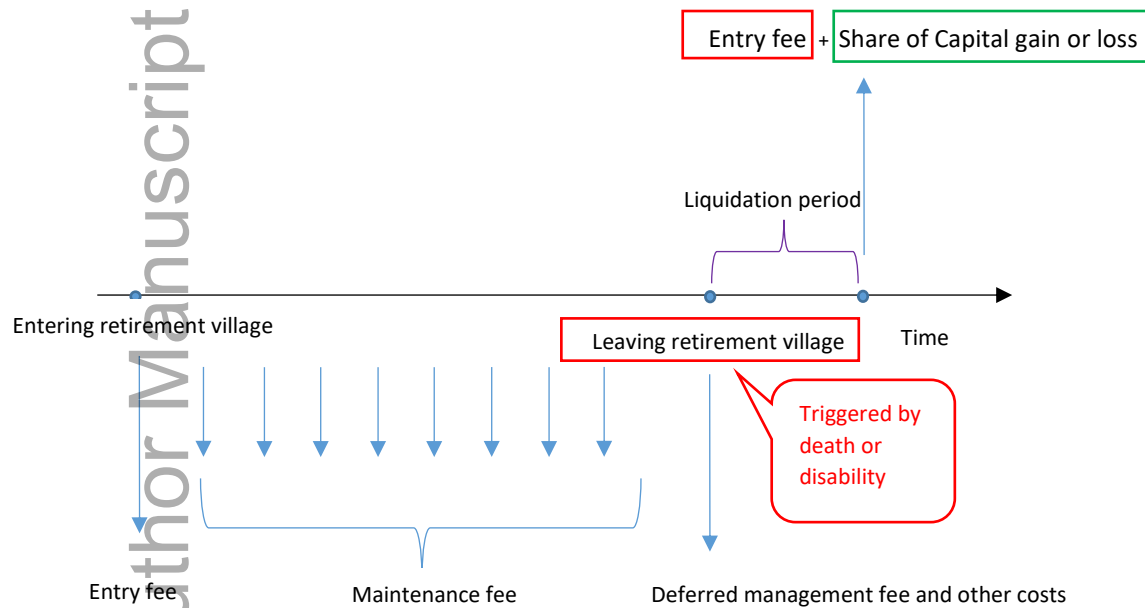 Entry fee + Share of Capital gain or loss
Liquidation period
Entering retirement village
Leaving retirement village
Time
Triggered by
death or
disability
Entry fee
Maintenance fee
Deferred management fee and other costs
uthor Manuscript